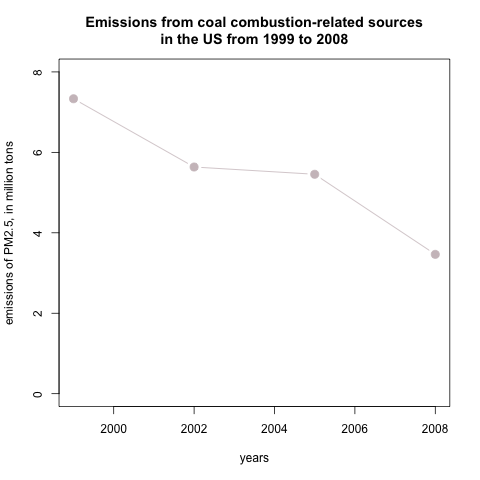 Emissions from coal combustion-related sources
in the US from 1999 to 2008
emissions of PM2.5, in million tons
8
6
4
2
0
2000 2002 2004 2006 2008
years